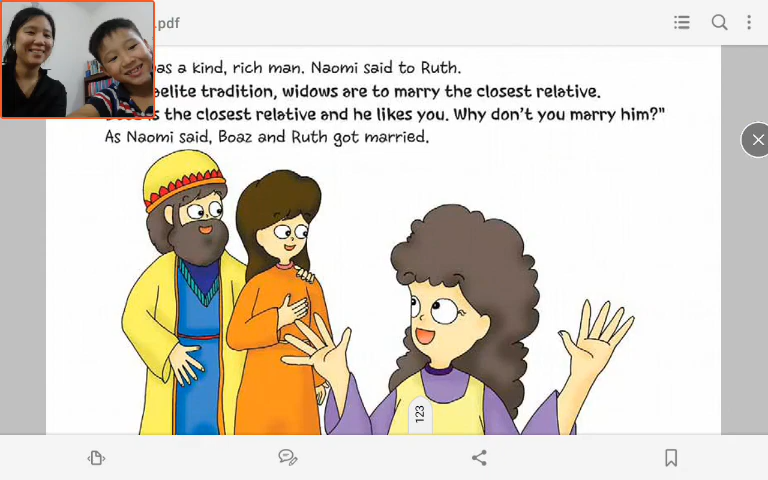 .pdf
as a kind, rich man. Naomi said to Ruth.
aelite tradition, widows are to marry the closest relative.
is the closest relative and he likes you. Why don't you marry him?"
As Naomi said, Boaz and Ruth got married.
123